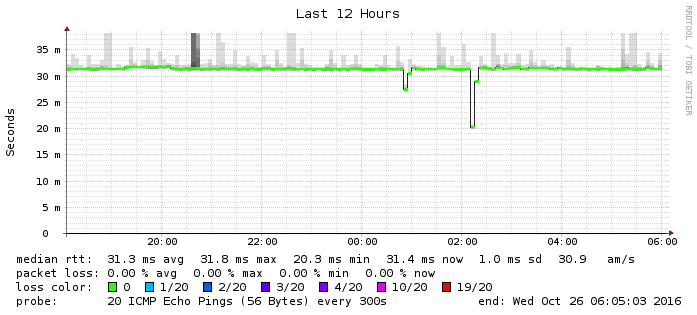 Last 12 Hours
RRDTOOL / TOBI OETIKER
Seconds
35 m
30 m
25 m
20 m
15 m
10 m
5 m
0
20:00 22:00 00:00 02:00 04:00 06:00
median rtt: 31.3 ms avg 31.8 ms max 20.3 ms min 31.4 ms now 1.0 ms sd 30.9 am/s
packet loss: 0.00 % avg 0.00 % max 0.00 % min 0.00 % now
loss color: 0 1/20 2/20 3/20 4/20 10/20 19/20
probe: 20 ICMP Echo Pings (56 Bytes) every 300s end: Wed Oct 26 06:05:03 2016